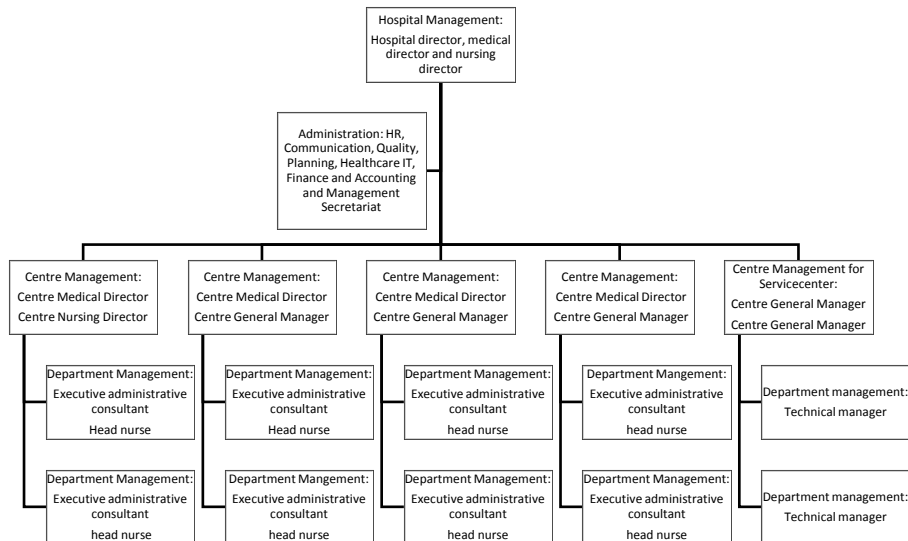 Hospital Management:
Hospital director, medical
director and nursing
director
Administration: HR,
Communication, Quality,
Planning, Healthcare IT,
Finance and Accounting
and Management
Secretariat
Centre Management:
Centre Medical Director
Centre Nursing Director
Centre Management:
Centre Medical Director
Centre General Manager
Centre Management:
Centre Medical Director
Centre General Manager
Centre Management:
Centre Medical Director
Centre General Manager
Centre Management for
Servicecenter:
Centre General Manager
Centre General Manager
Department Management:
Executive administrative
consultant
Head nurse
Department Management:
Executive administrative
consultant
Head nurse
Department Management:
Executive administrative
consultant
head nurse
Department Management:
Executive administrative
consultant
head nurse
Department management:
Technical manager
Department Management:
Executive administrative
consultant
head nurse
Department Management:
Executive administrative
consultant
head nurse
Department Management:
Executive administrative
consultant
head nurse
Department Management:
Executive administrative
consultant
head nurse
Department management:
Technical manager